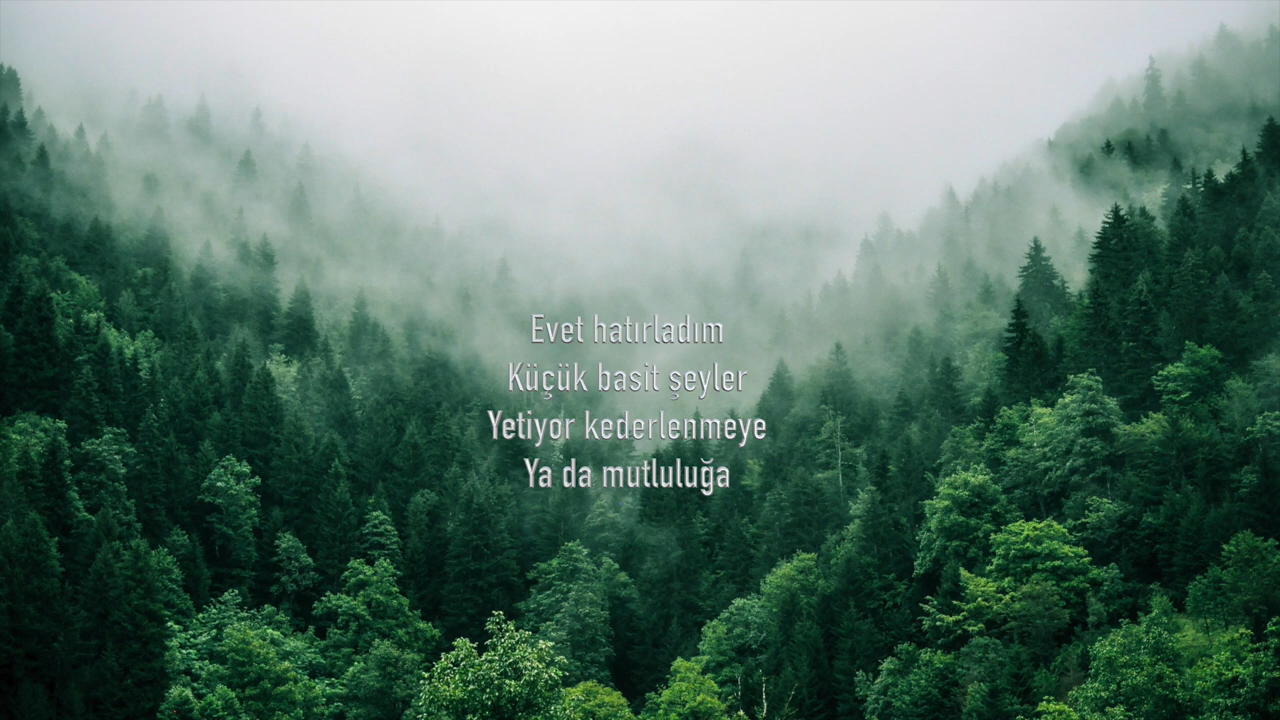 Evet hatırladım
Küçük basit şeyler
Yetiyor kederlenmeye
Ya da mutluluğa